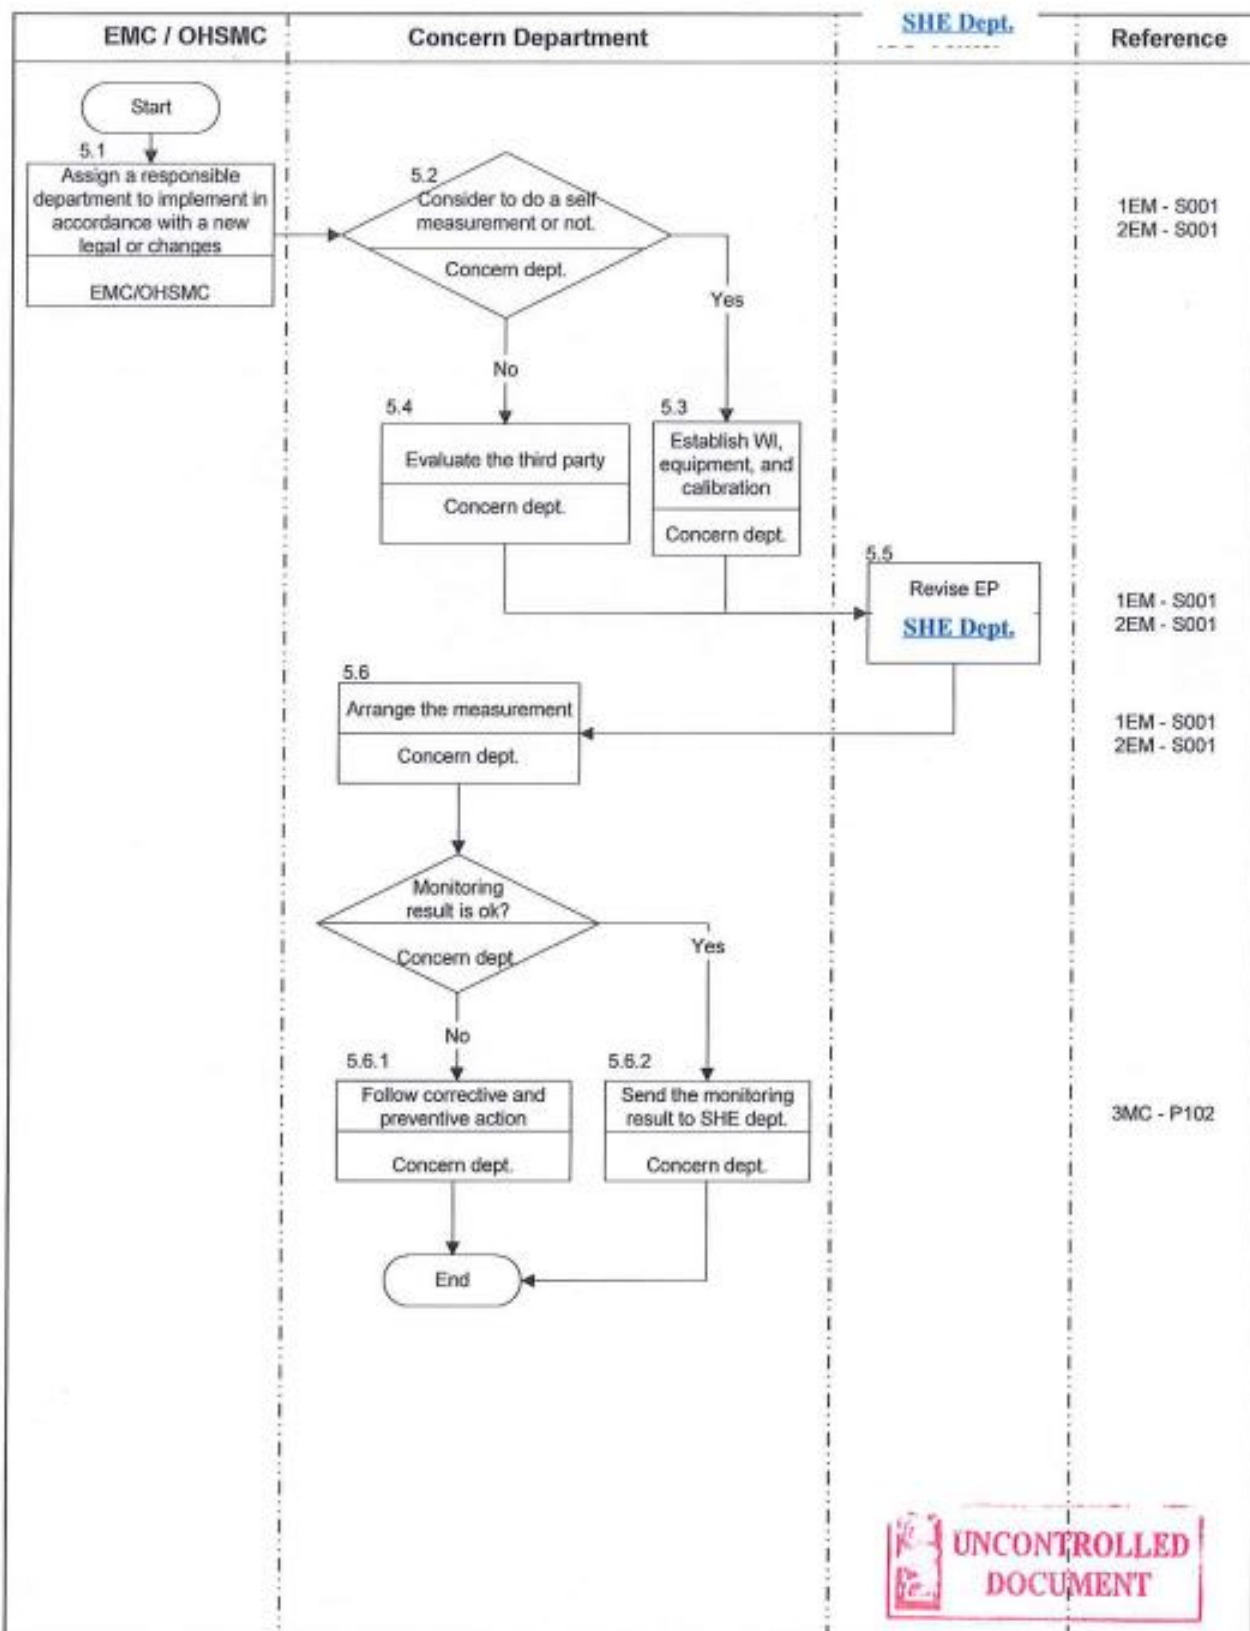 EMC / OHSMC
Concern Department
SHE Dept.
Reference
Start
5.1
Assign a responsible
department to implement in
accordance with a new
legal or changes
EMC/OHSMC
5.2
Consider to do a self
measurement or not.
Concern dept.
1EM - S001
2EM - S001
Yes
No
5.4
Evaluate the third party
Concern dept.
5.3
Establish WI,
equipment, and
calibration
Concern dept.
5.5
Revise EP
SHE Dept.
1EM - S001
2EM - S001
5.6
Arrange the measurement
Concern dept.
1EM - S001
2EM - S001
Monitoring
result is ok?
Concern dept
Yes
No
5.6.1
Follow corrective and
preventive action
Concern dept.
5.6.2
Send the monitoring
result to SHE dept.
Concern dept.
3MC - P102
End
UNCONTROLLED
DOCUMENT